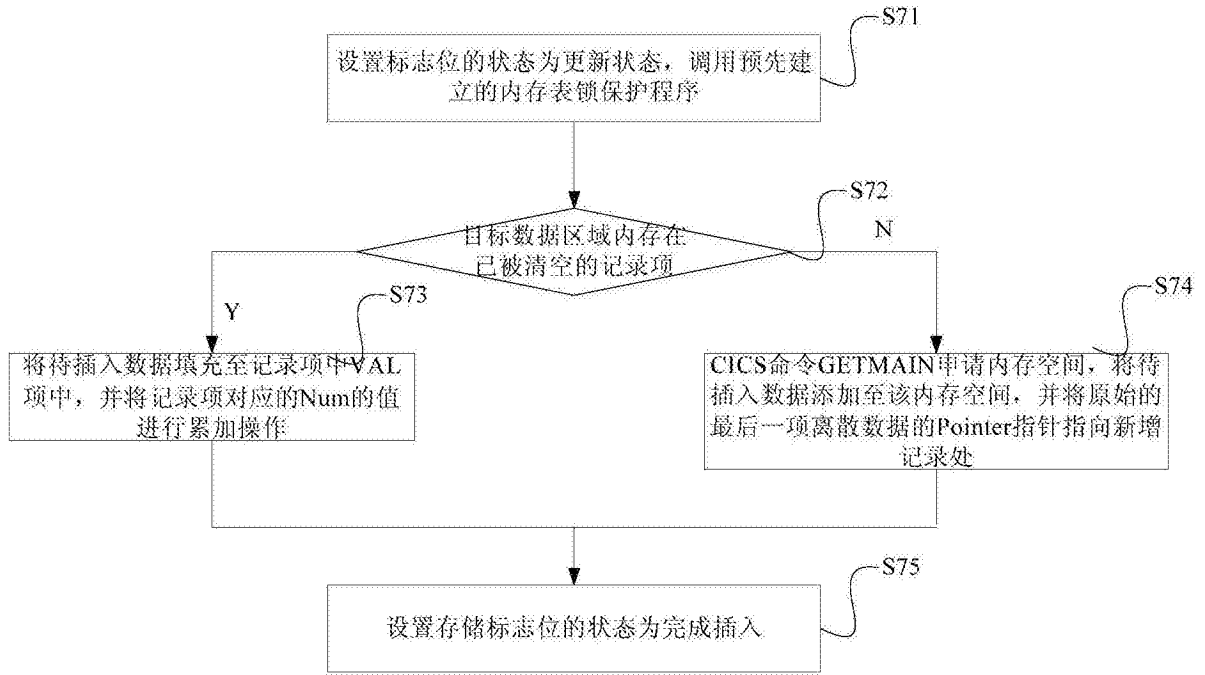 S71
设置标志位的状态为更新状态，调用预先建
立的内存表锁保护程序
S72
目标数据区域内存在
已被清空的记录项
N
Y
S73
将待插入数据填充至记录项中VAL
项中，并将记录项对应的Num的值
进行累加操作
S74
CICS命令GETMAIN申请内存空间，将待
插入数据添加至该内存空间，并将原始的
最后一项离散数据的Pointer指针指向新增
记录处
S75
设置存储标志位的状态为完成插入